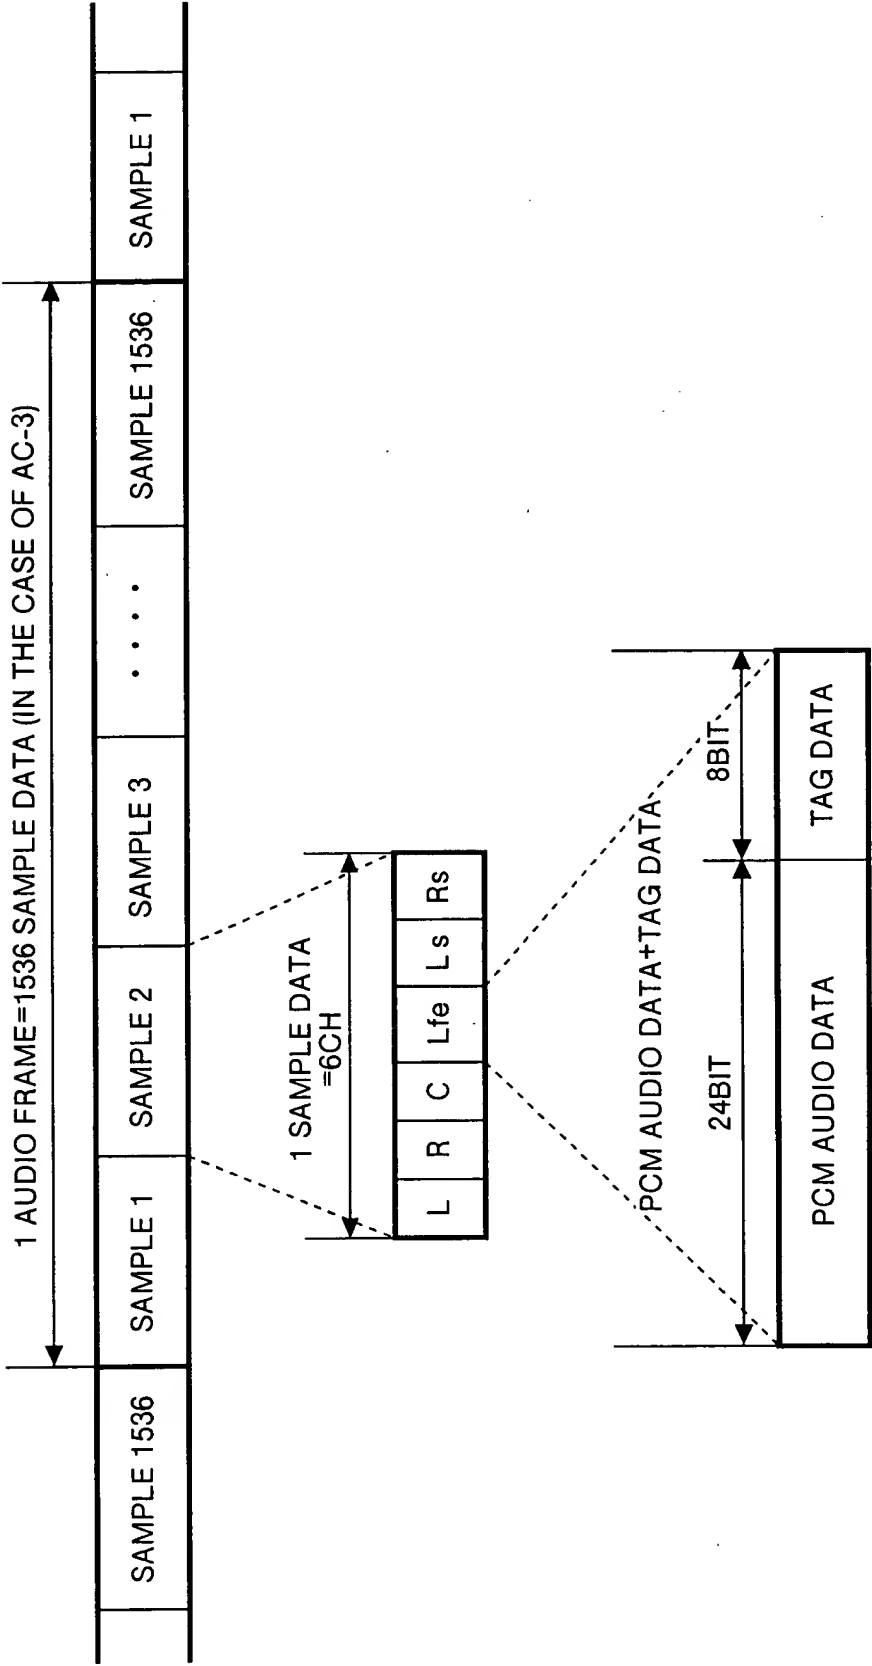 1 AUDIO FRAME=1536 SAMPLE DATA (IN THE CASE OF AC-3)
SAMPLE 1536
SAMPLE 1
SAMPLE 2
SAMPLE 3
. . . .
SAMPLE 1536
SAMPLE 1
1 SAMPLE DATA
=6CH
L
R
C
Lfe
Ls
Rs
PCM AUDIO DATA+TAG DATA
24BIT
8BIT
PCM AUDIO DATA
TAG DATA